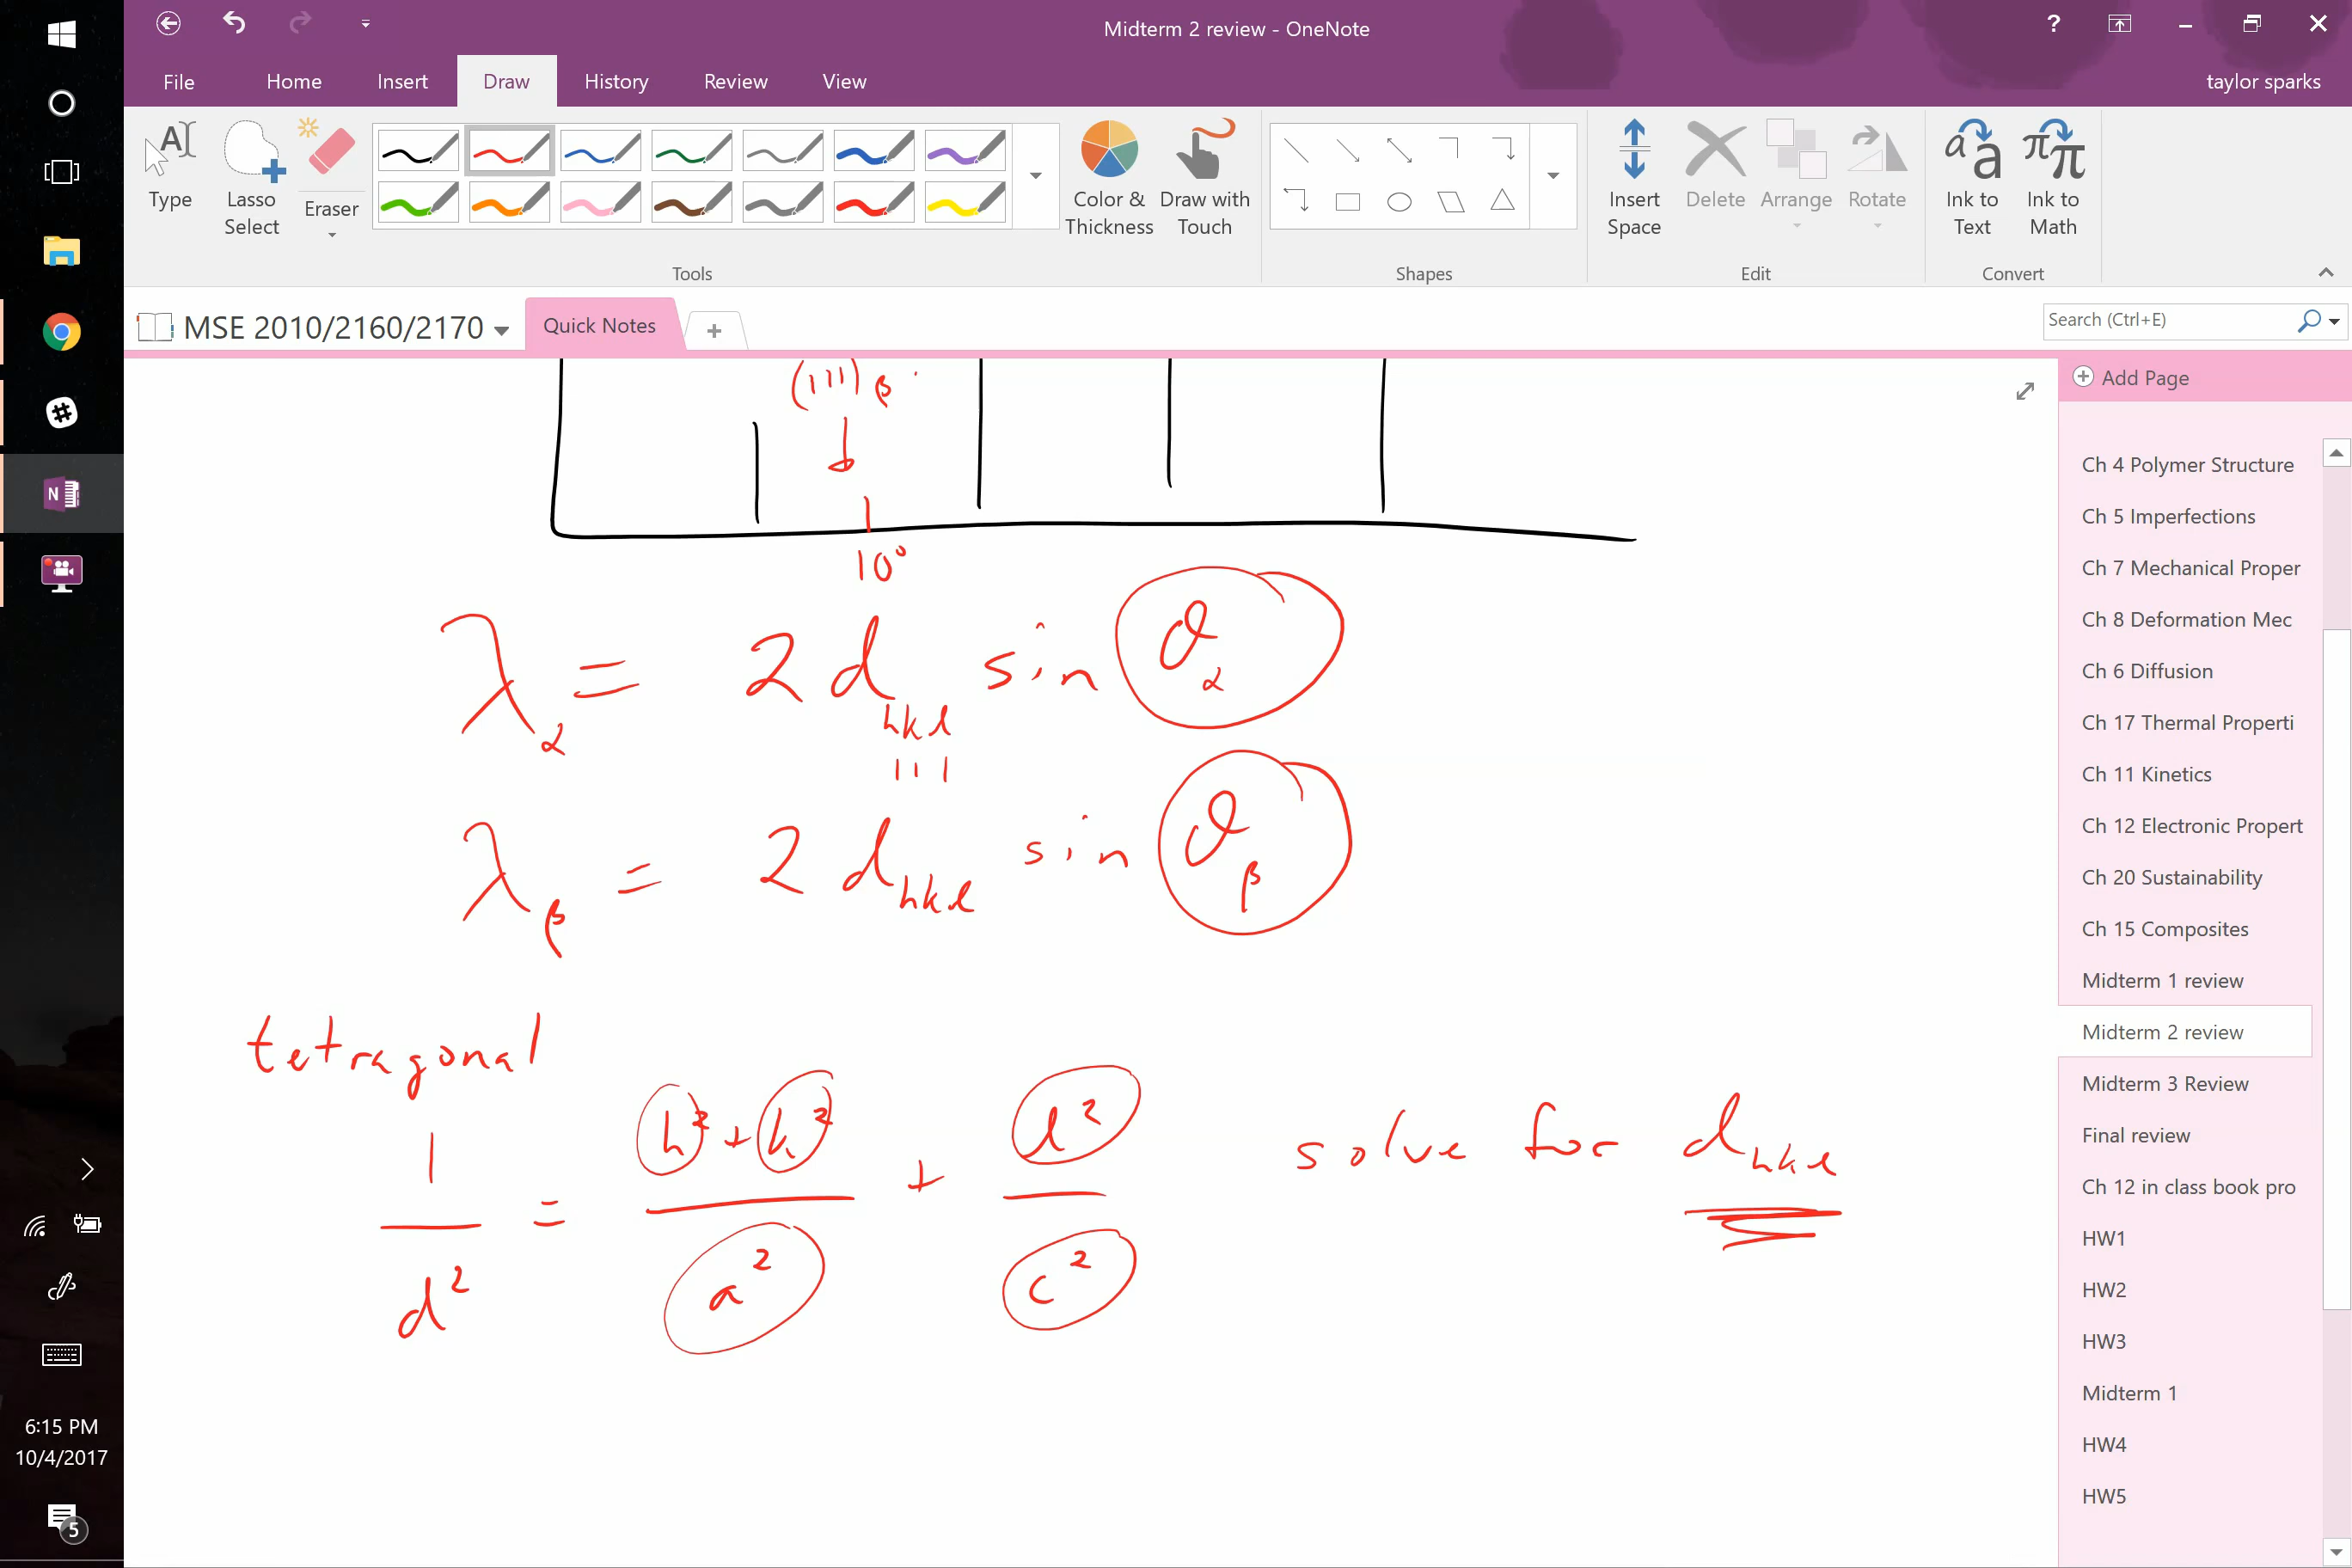 Midterm 2 review - OneNote
?
File Home Insert Draw History Review View
taylor sparks
Type
Lasso Select
Eraser
Color & Thickness
Draw with Touch
Insert Space
Delete
Arrange
Rotate
Ink to Text
Ink to Math
Tools
Shapes
Edit
Convert
MSE 2010/2160/2170
Quick Notes
+
Search (Ctrl+E)
Add Page
Ch 4 Polymer Structure
Ch 5 Imperfections
Ch 7 Mechanical Proper
Ch 8 Deformation Mec
Ch 6 Diffusion
Ch 17 Thermal Properti
Ch 11 Kinetics
Ch 12 Electronic Propert
Ch 20 Sustainability
Ch 15 Composites
Midterm 1 review
Midterm 2 review
Midterm 3 Review
Final review
Ch 12 in class book pro
HW1
HW2
HW3
Midterm 1
HW4
HW5
(111) β
10°
λα = 2 d hkl sin θα
111
λβ = 2 d hkl sin θβ
tetragonal
1/d² = (h² + k²)/a² + l²/c² solve for d hkl
6:15 PM
10/4/2017
5